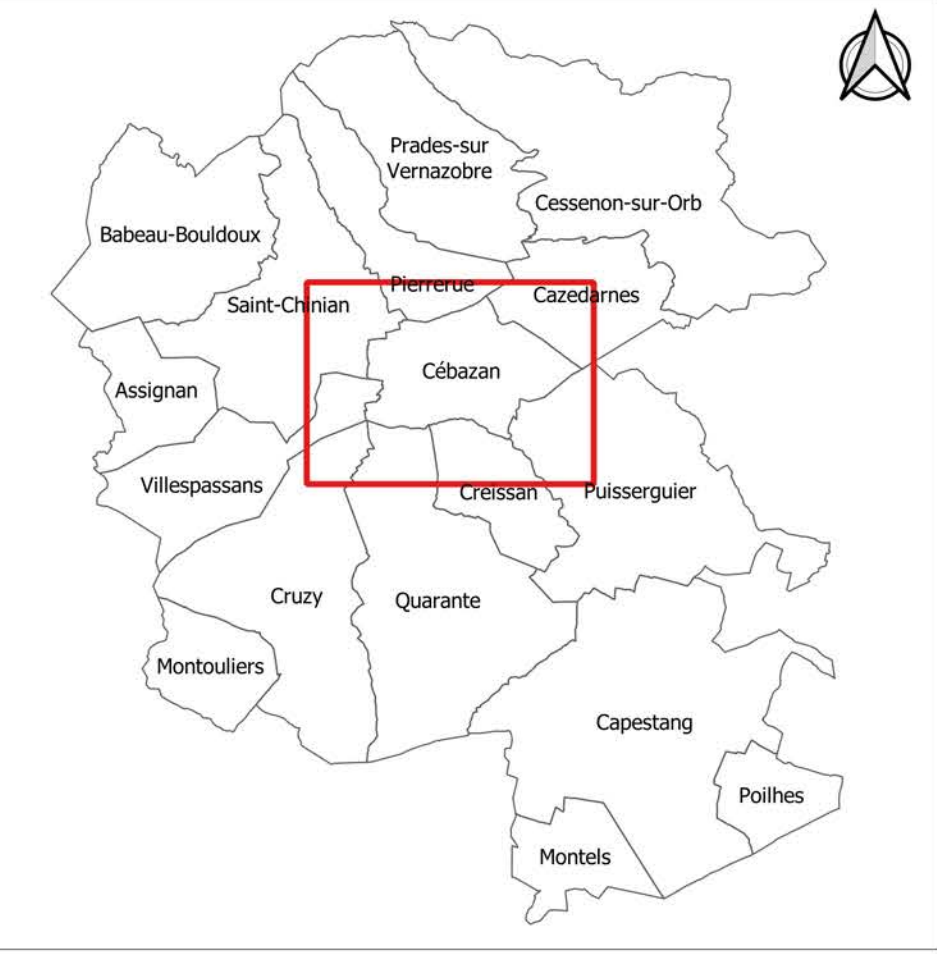 Prades-sur
Vernazobre
Cessenon-sur-Orb
Babeau-Bouldoux
Pierrerue
Cazedarnes
Saint-Chinian
Cébazan
Assignan
Villespassans
Creissan
Puisserguier
Cruzy
Quarante
Montouliers
Capestang
Poilhes
Montels